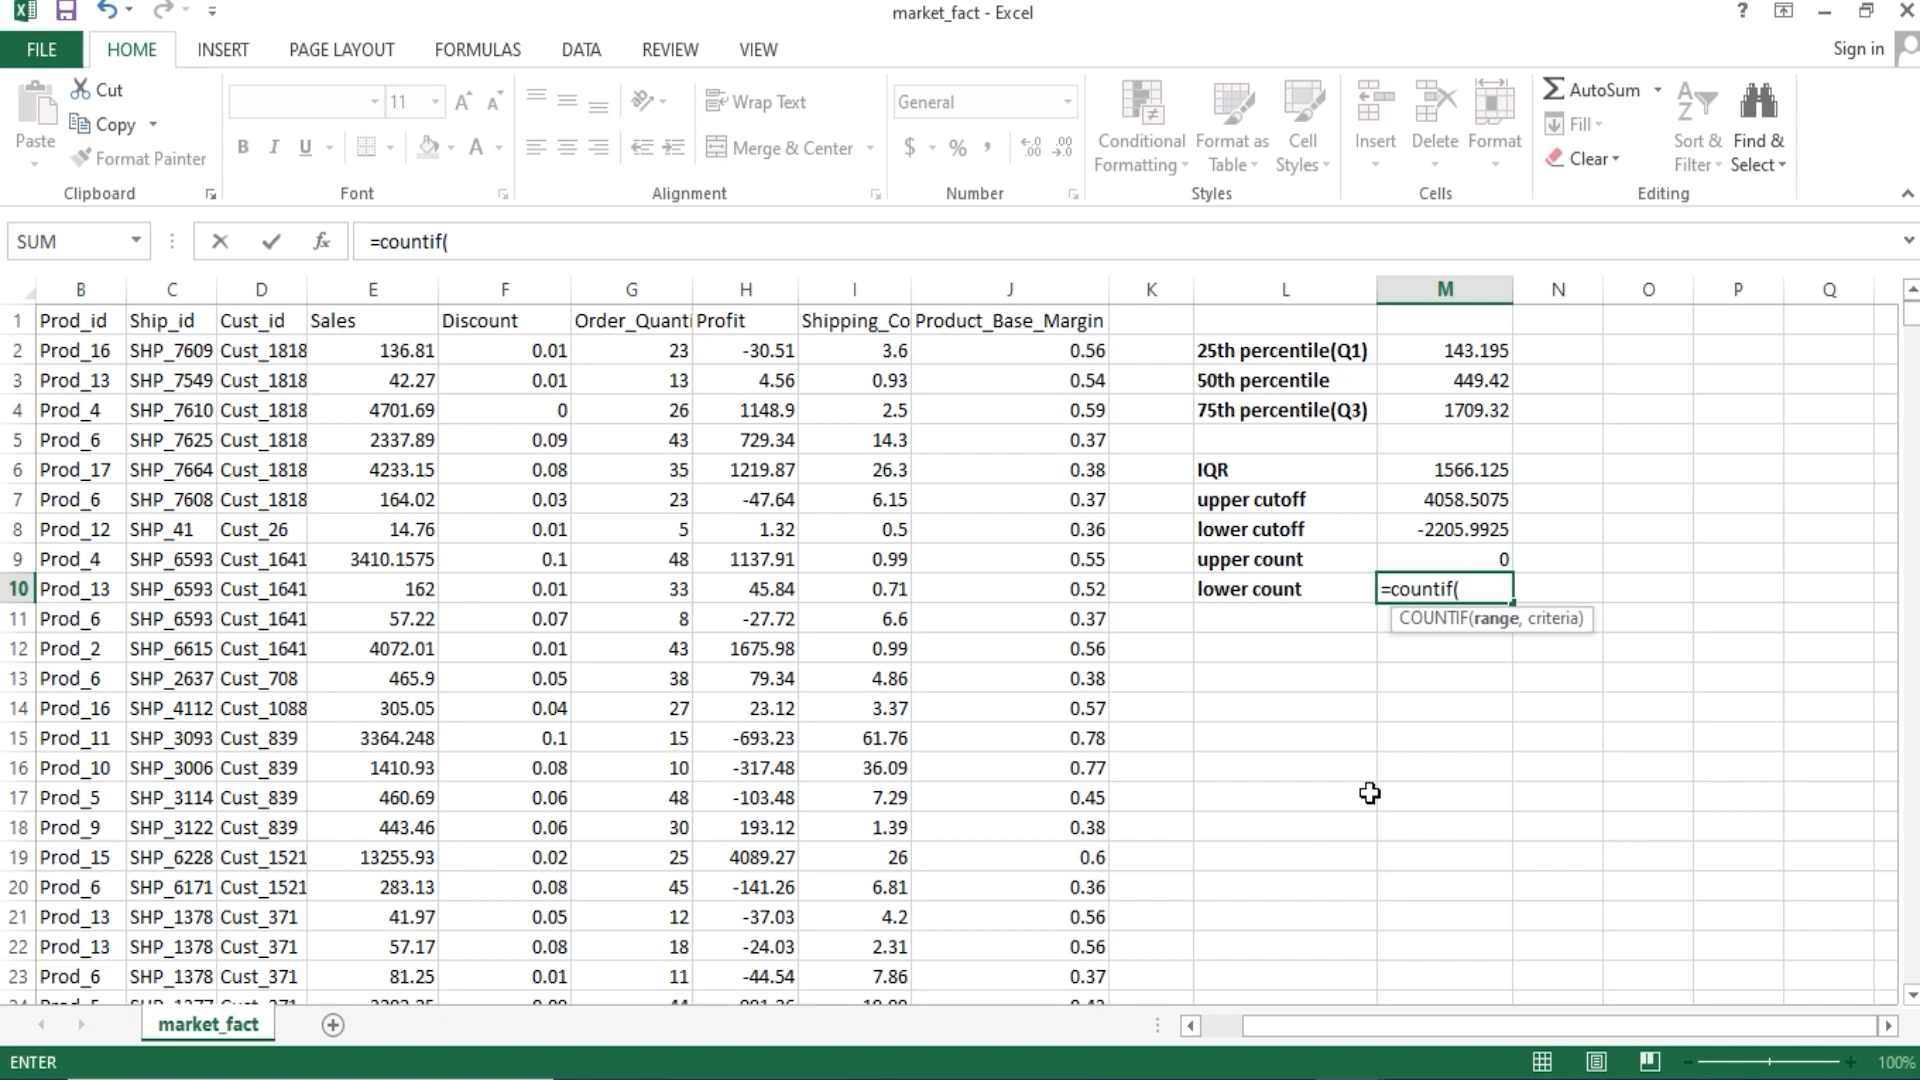 market_fact - Excel
FILE HOME INSERT PAGE LAYOUT FORMULAS DATA REVIEW VIEW Sign in
Paste Cut Copy Format Painter Clipboard
11 B I U A Font
Wrap Text Merge & Center Alignment
General $ % Number
Conditional Formatting Format as Table Cell Styles Styles
Insert Delete Format Cells
AutoSum Fill Clear Sort & Filter Find & Select Editing
SUM fx =countif(
B C D E F G H I J K L M N O P Q
1 Prod_id Ship_id Cust_id Sales Discount Order_Quanti Profit Shipping_Co Product_Base_Margin
2 Prod_16 SHP_7609 Cust_1818 136.81 0.01 23 -30.51 3.6 0.56 25th percentile(Q1) 143.195
3 Prod_13 SHP_7549 Cust_1818 42.27 0.01 13 4.56 0.93 0.54 50th percentile 449.42
4 Prod_4 SHP_7610 Cust_1818 4701.69 0 26 1148.9 2.5 0.59 75th percentile(Q3) 1709.32
5 Prod_6 SHP_7625 Cust_1818 2337.89 0.09 43 729.34 14.3 0.37
6 Prod_17 SHP_7664 Cust_1818 4233.15 0.08 35 1219.87 26.3 0.38 IQR 1566.125
7 Prod_6 SHP_7608 Cust_1818 164.02 0.03 23 -47.64 6.15 0.37 upper cutoff 4058.5075
8 Prod_12 SHP_41 Cust_26 14.76 0.01 5 1.32 0.5 0.36 lower cutoff -2205.9925
9 Prod_4 SHP_6593 Cust_1641 3410.1575 0.1 48 1137.91 0.99 0.55 upper count 0
10 Prod_13 SHP_6593 Cust_1641 162 0.01 33 45.84 0.71 0.52 lower count =countif(
11 Prod_6 SHP_6593 Cust_1641 57.22 0.07 8 -27.72 6.6 0.37 COUNTIF(range, criteria)
12 Prod_2 SHP_6615 Cust_1641 4072.01 0.01 43 1675.98 0.99 0.56
13 Prod_6 SHP_2637 Cust_708 465.9 0.05 38 79.34 4.86 0.38
14 Prod_16 SHP_4112 Cust_1088 305.05 0.04 27 23.12 3.37 0.57
15 Prod_11 SHP_3093 Cust_839 3364.248 0.1 15 -693.23 61.76 0.78
16 Prod_10 SHP_3006 Cust_839 1410.93 0.08 10 -317.48 36.09 0.77
17 Prod_5 SHP_3114 Cust_839 460.69 0.06 48 -103.48 7.29 0.45
18 Prod_9 SHP_3122 Cust_839 443.46 0.06 30 193.12 1.39 0.38
19 Prod_15 SHP_6228 Cust_1521 13255.93 0.02 25 4089.27 26 0.6
20 Prod_6 SHP_6171 Cust_1521 283.13 0.08 45 -141.26 6.81 0.36
21 Prod_13 SHP_1378 Cust_371 41.97 0.05 12 -37.03 4.2 0.56
22 Prod_13 SHP_1378 Cust_371 57.17 0.08 18 -24.03 2.31 0.56
23 Prod_6 SHP_1378 Cust_371 81.25 0.01 11 -44.54 7.86 0.37
market_fact
ENTER 100%